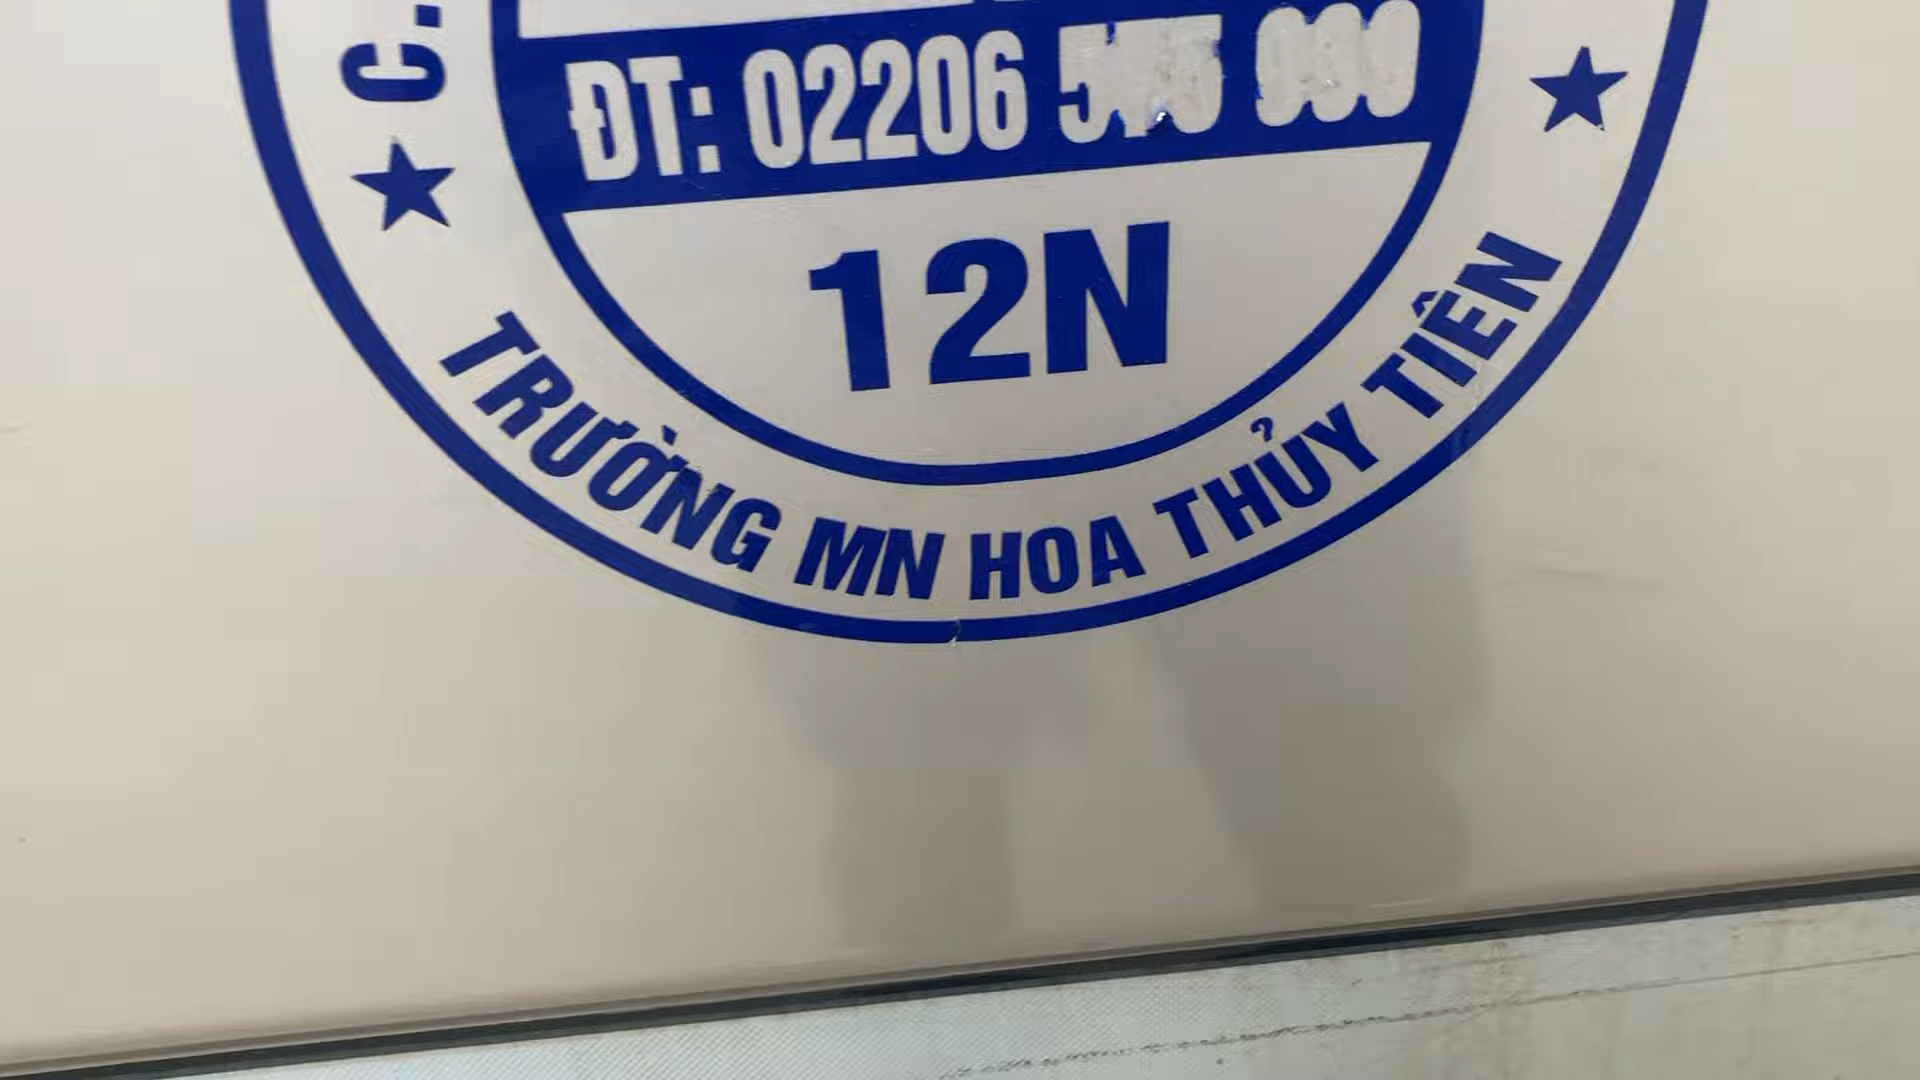 C.
ĐT: 02206
12N
TRƯỜNG MN HOA THỦY TIÊN